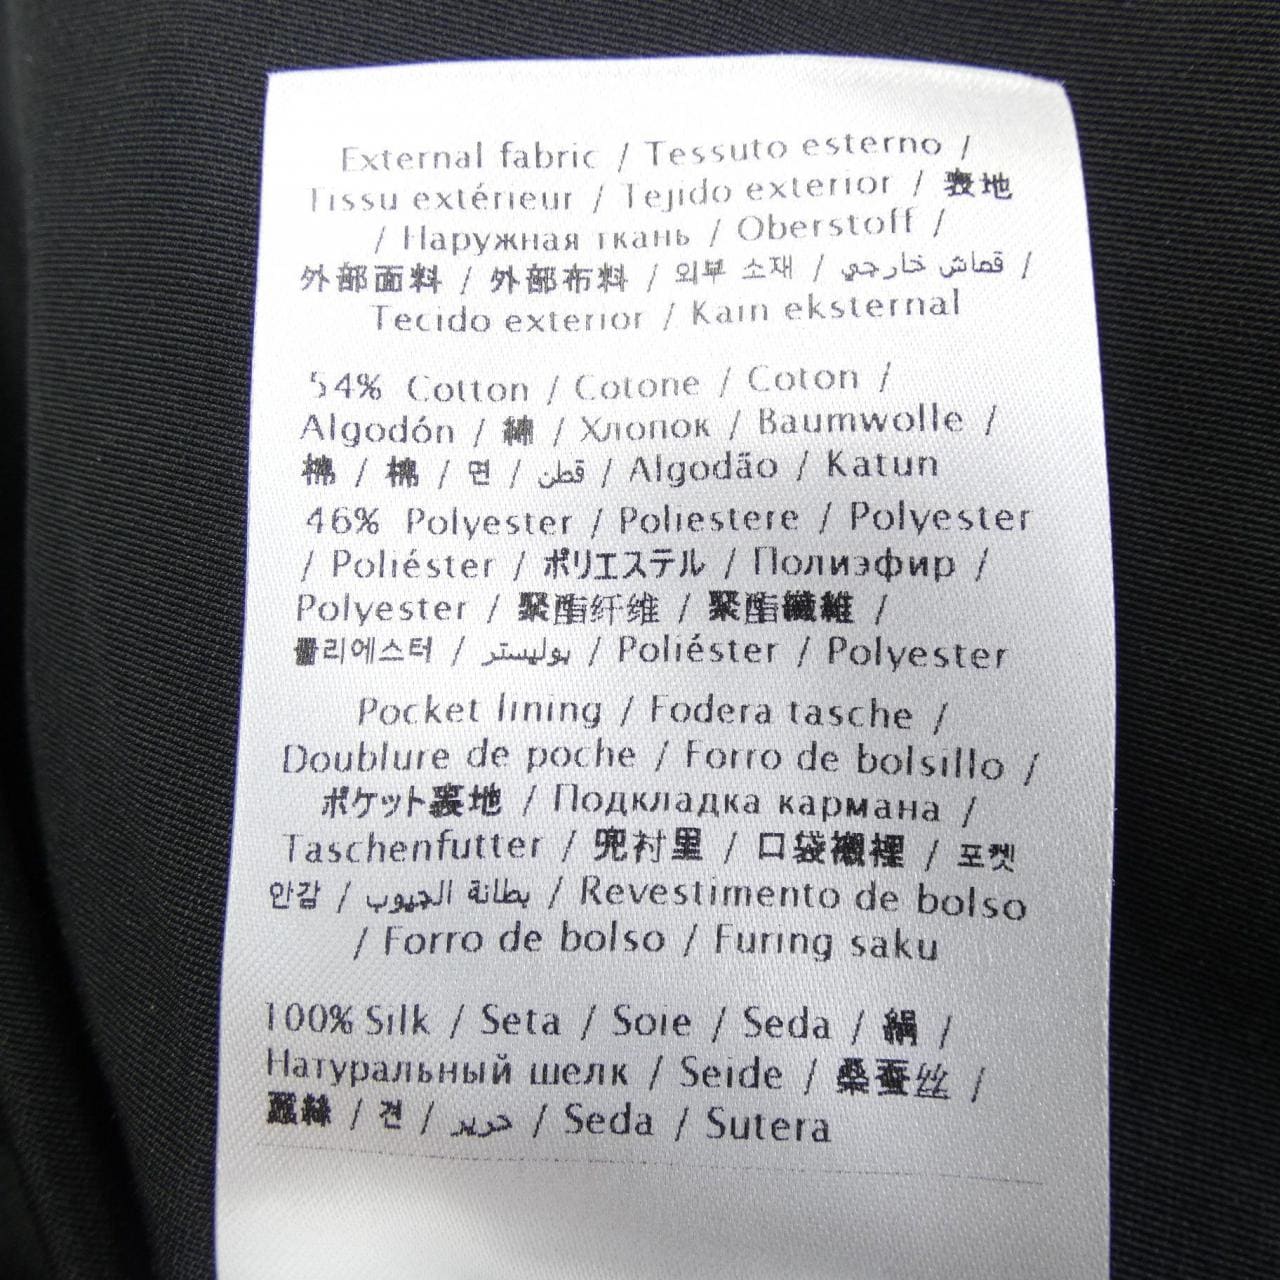 External fabric / Tessuto esterno /
Tissu extérieur / Tejido exterior / 表地
/ Наружная ткань / Oberstoff /
外部面料 / 外部布料 / 외부 소재 / قماش خارجي /
Tecido exterior / Kain eksternal
54% Cotton / Cotone / Coton /
Algodón / 綿 / Хлопок / Baumwolle /
棉 / 棉 / 면 / قطن / Algodão / Katun
46% Polyester / Poliestere / Polyester
/ Poliéster / ポリエステル / Полиэфир /
Polyester / 聚酯纤维 / 聚酯纖維 /
폴리에스터 / بوليستر / Poliéster / Polyester
Pocket lining / Fodera tasche /
Doublure de poche / Forro de bolsillo /
ポケット裏地 / Подкладка кармана /
Taschenfutter / 兜衬里 / 口袋襯裡 / 포켓
안감 / بطانة الجيوب / Revestimento de bolso
/ Forro de bolso / Furing saku
100% Silk / Seta / Soie / Seda / 絹 /
Натуральный шелк / Seide / 桑蚕丝 /
蠶絲 / 견 / حرير / Seda / Sutera